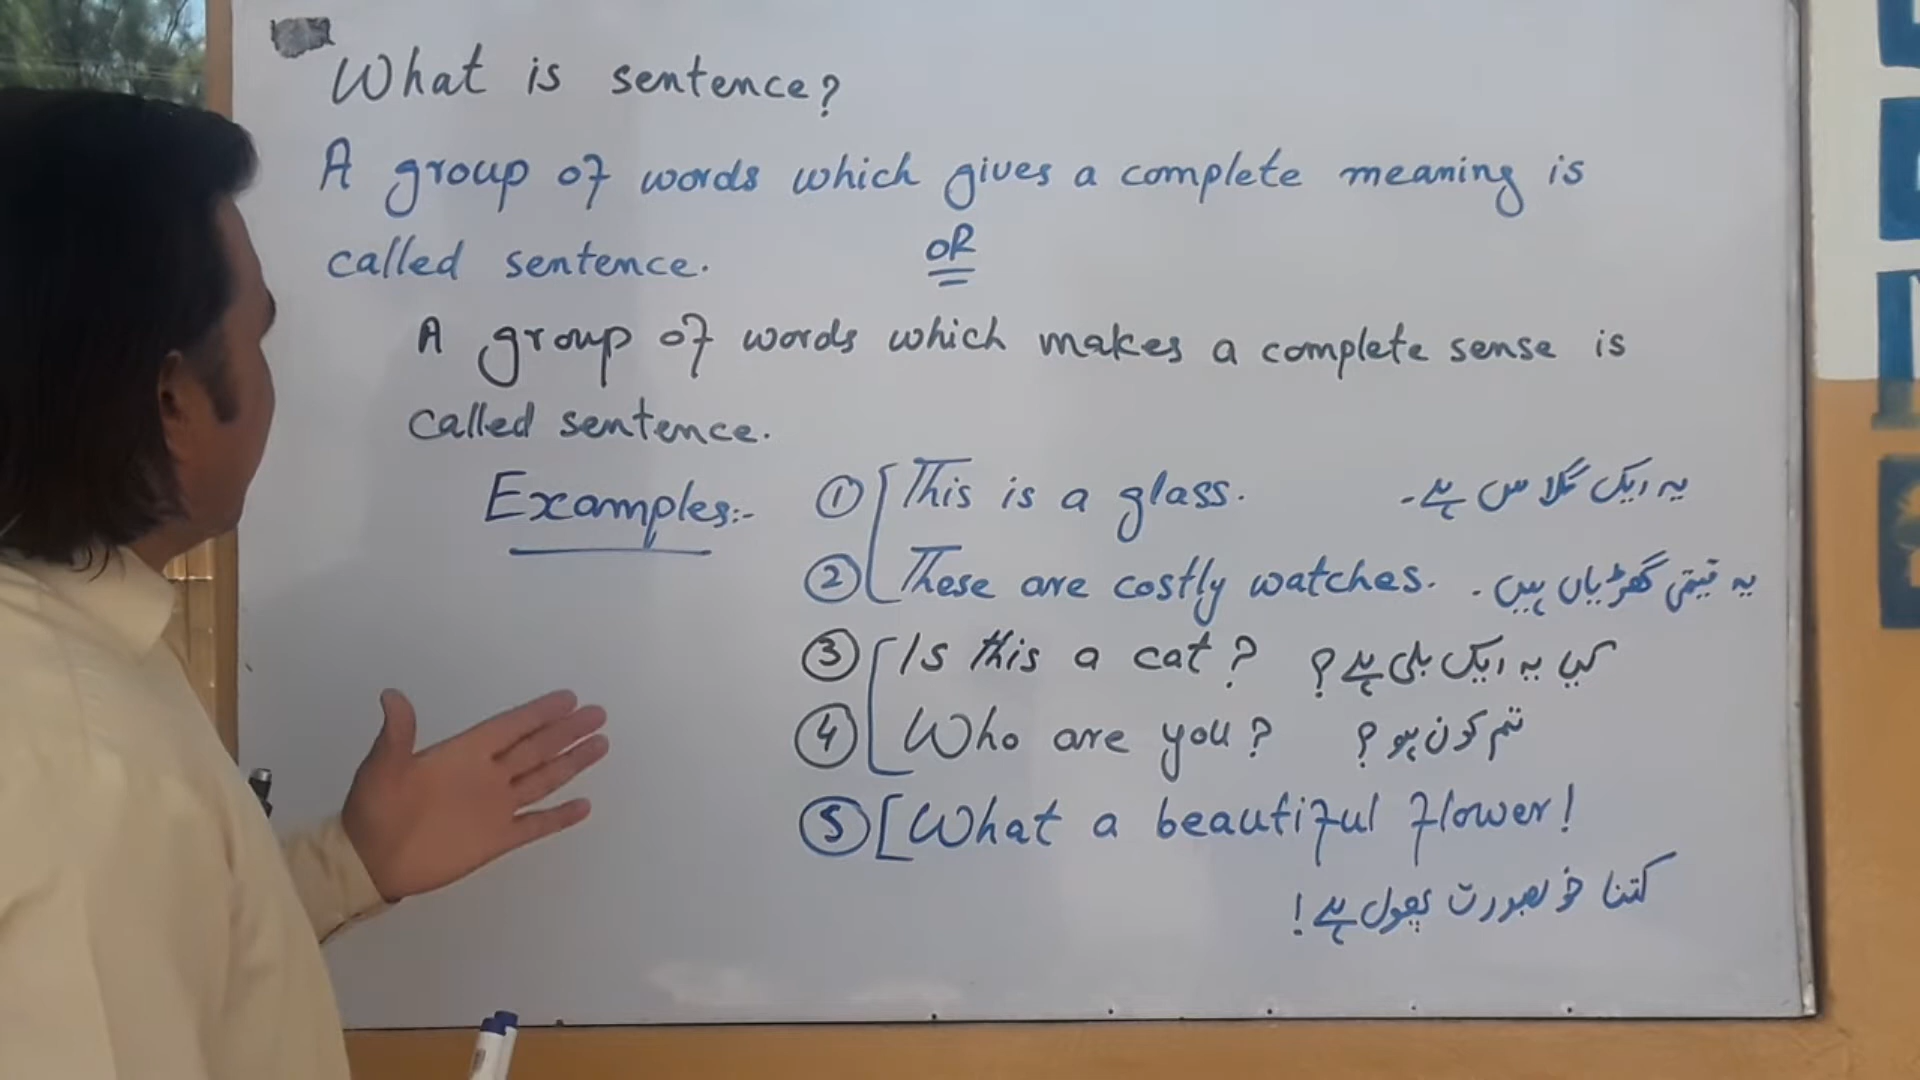 What is sentence?
A group of words which gives a complete meaning is
called sentence.
OR
A group of words which makes a complete sense is
called sentence.
Examples:-
① This is a glass. یہ ایک گلاس ہے۔
② These are costly watches. یہ قیمتی گھڑیاں ہیں۔
③ Is this a cat? کیا یہ ایک بلی ہے؟
④ Who are you? تم کون ہو؟
⑤ What a beautiful flower!
کتنا خوبصورت پھول ہے!